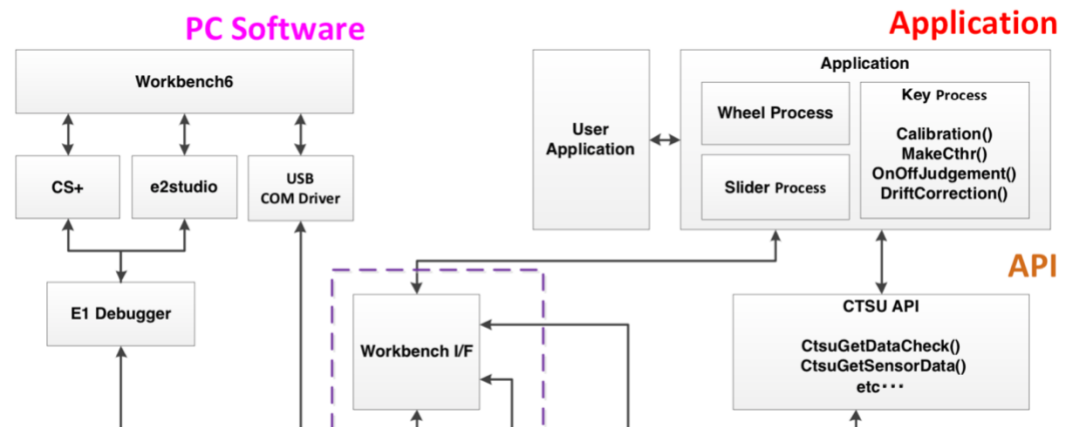 PC Software
Application
Workbench6
CS+
e2studio
USB
COM Driver
E1 Debugger
User
Application
Application
Wheel Process
Slider Process
Key Process
Calibration()
MakeCthr()
OnOffJudgement()
DriftCorrection()
API
Workbench I/F
CTSU API
CtsuGetDataCheck()
CtsuGetSensorData()
etc···